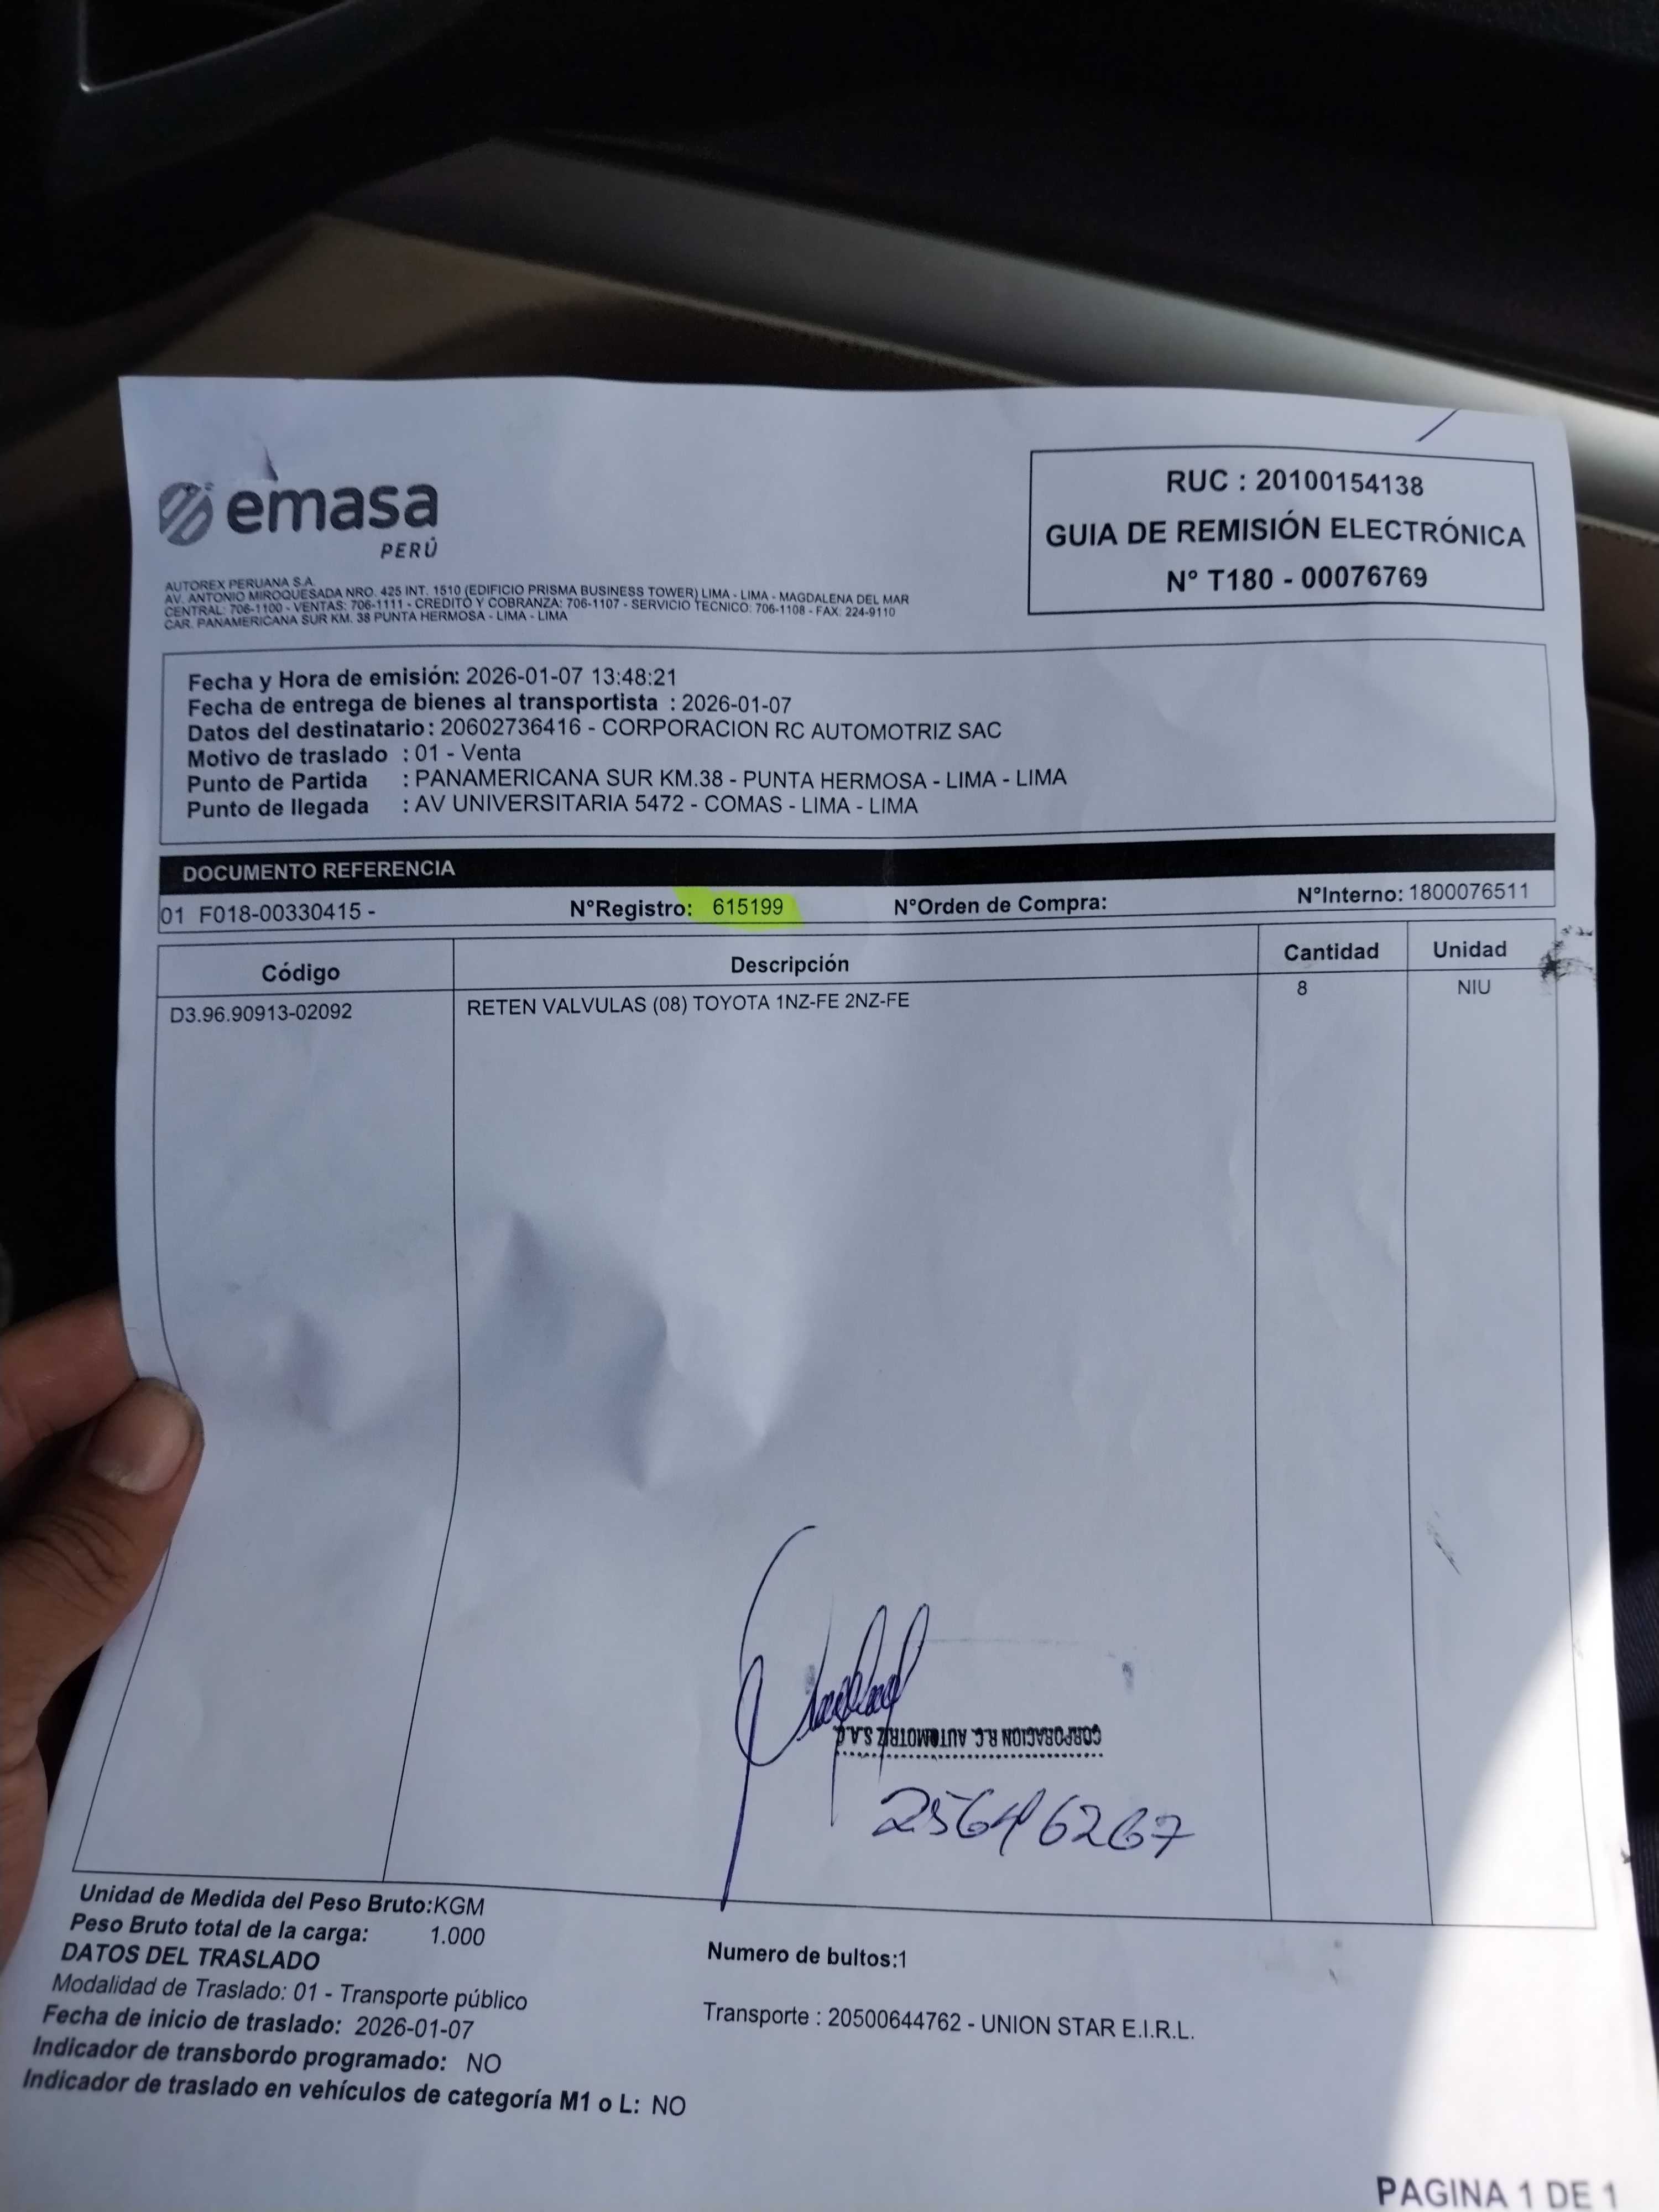 emasa
PERÚ
RUC : 20100154138
GUIA DE REMISIÓN ELECTRÓNICA
N° T180 - 00076769
AUTOREX PERUANA S.A.
AV. ANTONIO MIROQUESADA NRO. 425 INT. 1510 (EDIFICIO PRISMA BUSINESS TOWER) LIMA - LIMA - MAGDALENA DEL MAR
CENTRAL: 706-1100 - VENTAS: 706-1111 - CREDITO Y COBRANZA: 706-1107 - SERVICIO TECNICO: 706-1108 - FAX: 224-9110
CAR. PANAMERICANA SUR KM. 38 PUNTA HERMOSA - LIMA - LIMA
Fecha y Hora de emisión: 2026-01-07 13:48:21
Fecha de entrega de bienes al transportista : 2026-01-07
Datos del destinatario: 20602736416 - CORPORACION RC AUTOMOTRIZ SAC
Motivo de traslado : 01 - Venta
Punto de Partida : PANAMERICANA SUR KM.38 - PUNTA HERMOSA - LIMA - LIMA
Punto de llegada : AV UNIVERSITARIA 5472 - COMAS - LIMA - LIMA
DOCUMENTO REFERENCIA
01 F018-00330415 - N°Registro: 615199 N°Orden de Compra: N°Interno: 1800076511
Código Descripción Cantidad Unidad
D3.96.90913-02092 RETEN VALVULAS (08) TOYOTA 1NZ-FE 2NZ-FE 8 NIU
CORPORACION R.C. AUTOMOTRIZ S.A.C.
25646267
Unidad de Medida del Peso Bruto:KGM
Peso Bruto total de la carga: 1.000
Numero de bultos:1
DATOS DEL TRASLADO
Modalidad de Traslado: 01 - Transporte público
Transporte : 20500644762 - UNION STAR E.I.R.L.
Fecha de inicio de traslado: 2026-01-07
Indicador de transbordo programado: NO
Indicador de traslado en vehículos de categoría M1 o L: NO
PAGINA 1 DE 1